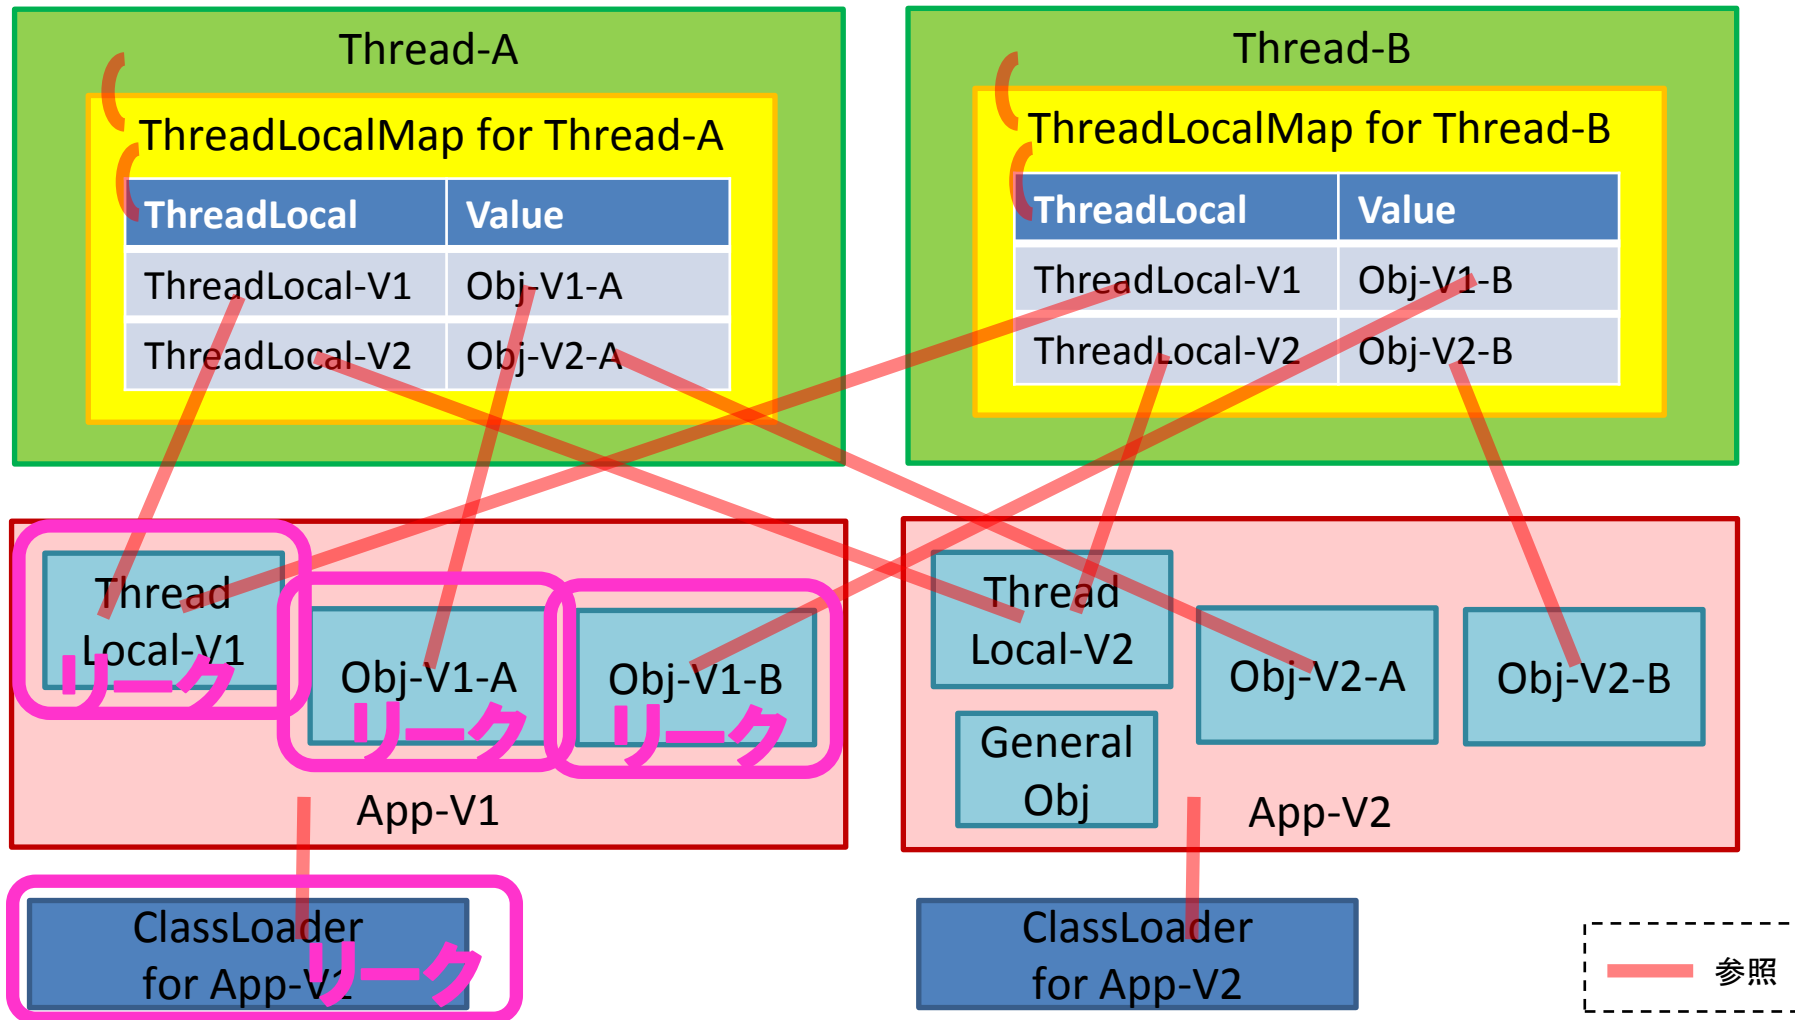 Thread-A
ThreadLocalMap for Thread-A
ThreadLocal Value
ThreadLocal-V1 Obj-V1-A
ThreadLocal-V2 Obj-V2-A
Thread-B
ThreadLocalMap for Thread-B
ThreadLocal Value
ThreadLocal-V1 Obj-V1-B
ThreadLocal-V2 Obj-V2-B
Thread
Local-V1
リーク
Obj-V1-A
リーク
Obj-V1-B
リーク
App-V1
Thread
Local-V2
Obj-V2-A
Obj-V2-B
General
Obj
App-V2
ClassLoader
for App-V1
リーク
ClassLoader
for App-V2
参照